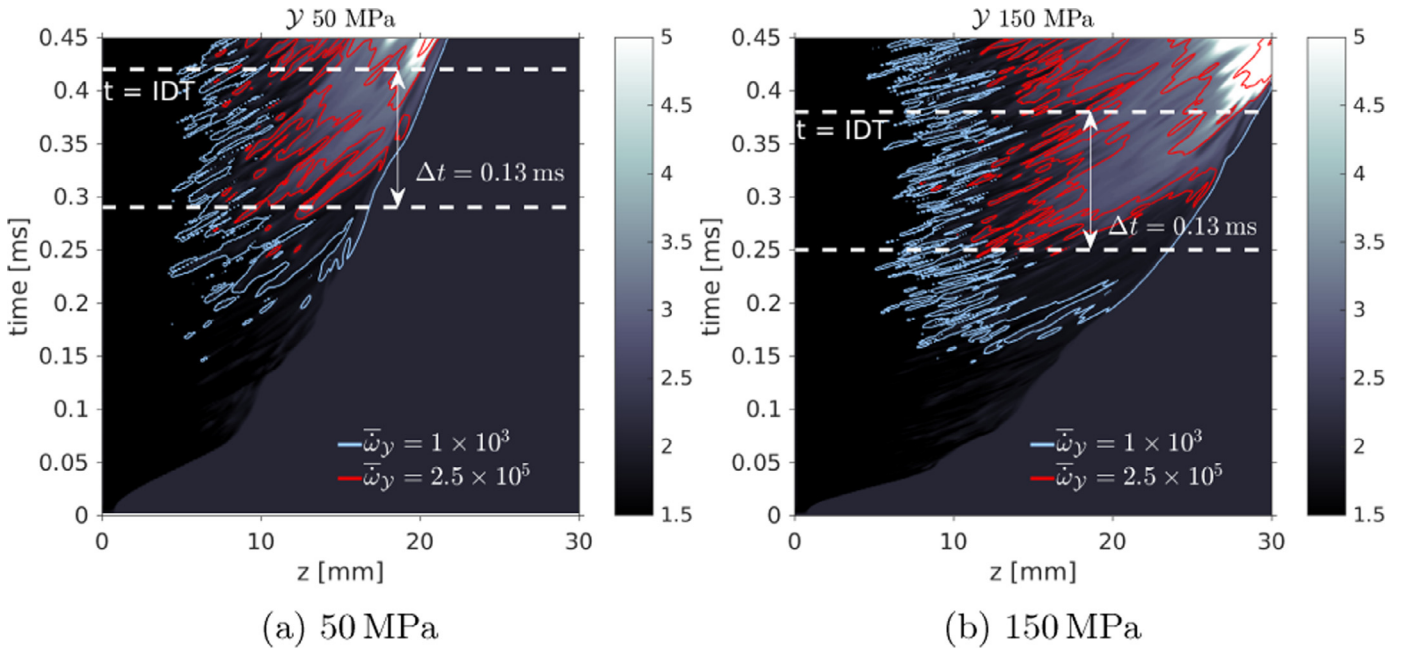 𝒴 50 MPa
0.45
0.4
0.35
0.3
0.25
0.2
0.15
0.1
0.05
0
time [ms]
t = IDT
Δt = 0.13 ms
ω̇̅𝒴 = 1 × 10³
ω̇̅𝒴 = 2.5 × 10⁵
0 10 20 30
z [mm]
5
4.5
4
3.5
3
2.5
2
1.5
(a) 50 MPa
𝒴 150 MPa
0.45
0.4
0.35
0.3
0.25
0.2
0.15
0.1
0.05
0
time [ms]
t = IDT
Δt = 0.13 ms
ω̇̅𝒴 = 1 × 10³
ω̇̅𝒴 = 2.5 × 10⁵
0 10 20 30
z [mm]
5
4.5
4
3.5
3
2.5
2
1.5
(b) 150 MPa